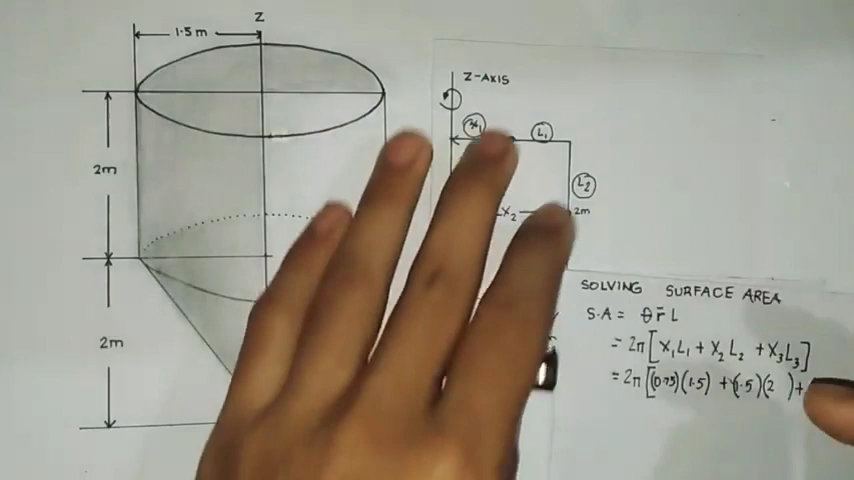 Z
1.5 m
2m
2m
Z-AXIS
L1
L2
X2
2m
SOLVING SURFACE AREA
S.A = θ r̄ L
= 2π[X1L1 + X2L2 + X3L3]
= 2π[(0.75)(1.5) + (1.5)(2 ) +